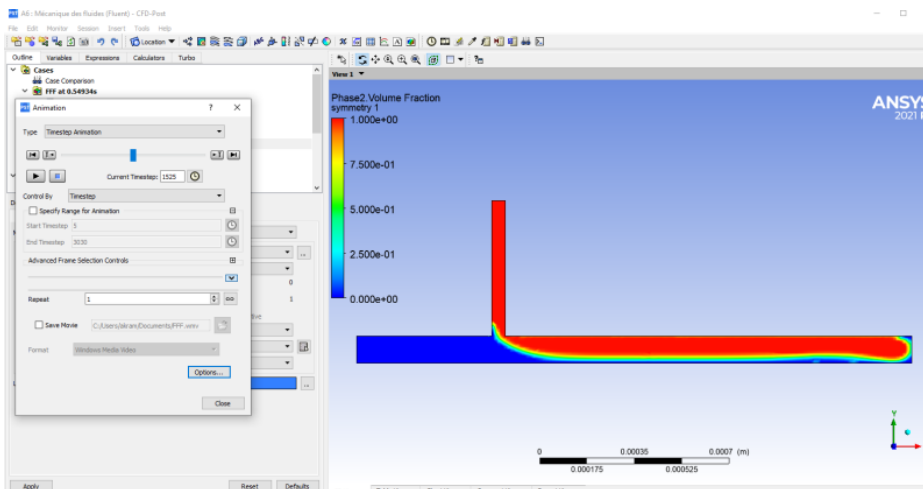 A6 : Mécanique des fluides (Fluent) - CFD-Post
File Edit Monitor Session Insert Tools Help
Location
Outline Variables Expressions Calculators Turbo
Cases
Case Comparison
FFF at 0.54934s
Animation
? ×
Type Timestep Animation
Current Timestep: 1525
Control By Timestep
Specify Range for Animation
Start Timestep 5
End Timestep 3030
Advanced Frame Selection Controls
Repeat 1
Save Movie C:/Users/akram/Documents/FFF.wmv
Format Windows Media Video
Options...
Close
0
1
Apply Reset Defaults
View 1
Phase2.Volume Fraction
symmetry 1
1.000e+00
7.500e-01
5.000e-01
2.500e-01
0.000e+00
ANSYS
2021
Y
0 0.00035 0.0007 (m)
0.000175 0.000525